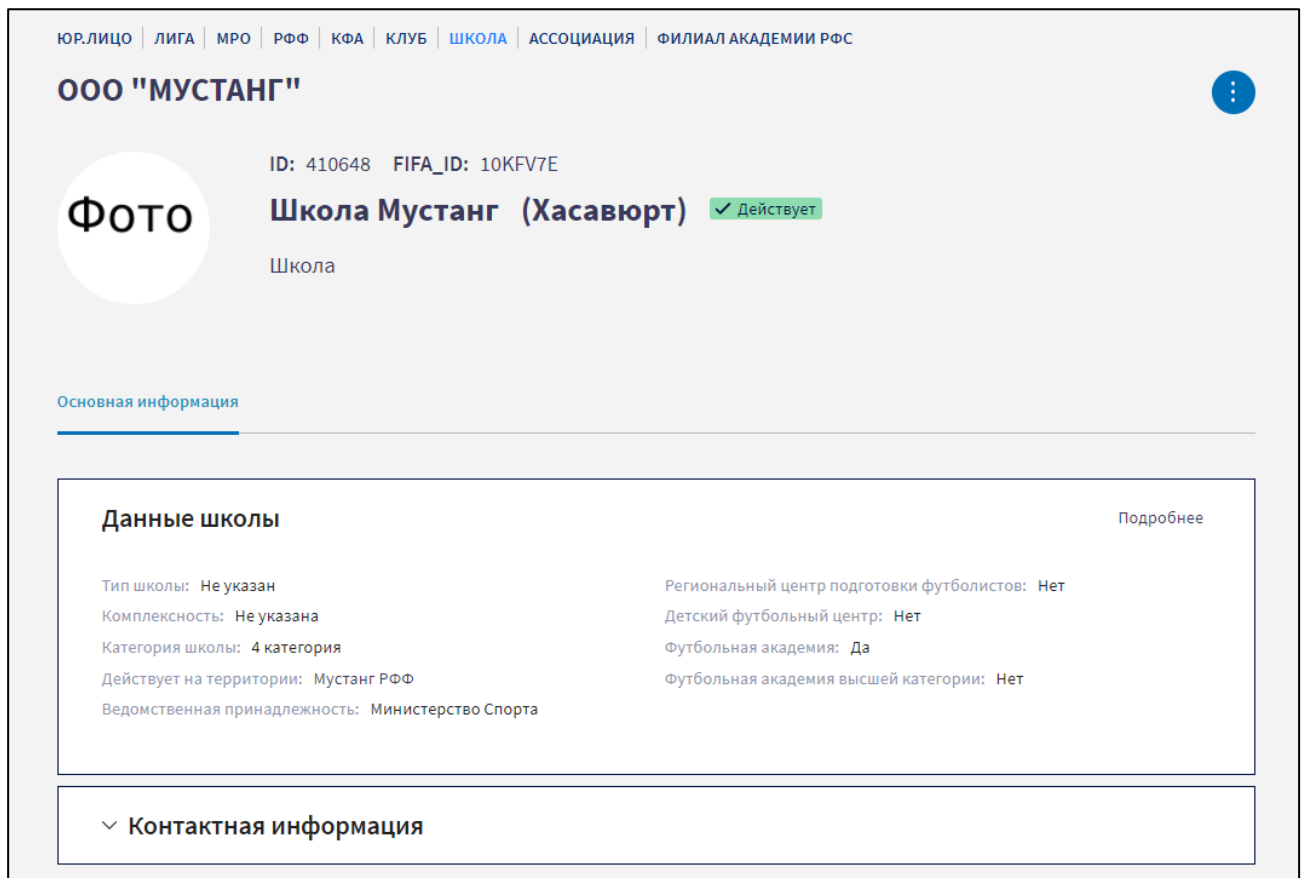 ЮР.ЛИЦО ЛИГА МРО РФФ КФА КЛУБ ШКОЛА АССОЦИАЦИЯ ФИЛИАЛ АКАДЕМИИ РФС
ООО "МУСТАНГ"
Фото
ID: 410648 FIFA_ID: 10KFV7E
Школа Мустанг (Хасавюрт) Действует
Школа
Основная информация
Данные школы Подробнее
Тип школы: Не указан Региональный центр подготовки футболистов: Нет
Комплексность: Не указана Детский футбольный центр: Нет
Категория школы: 4 категория Футбольная академия: Да
Действует на территории: Мустанг РФФ Футбольная академия высшей категории: Нет
Ведомственная принадлежность: Министерство Спорта
Контактная информация